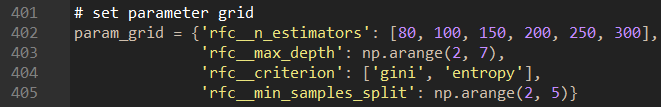 401 # set parameter grid
402 param_grid = {'rfc__n_estimators': [80, 100, 150, 200, 250, 300],
403 'rfc__max_depth': np.arange(2, 7),
404 'rfc__criterion': ['gini', 'entropy'],
405 'rfc__min_samples_split': np.arange(2, 5)}